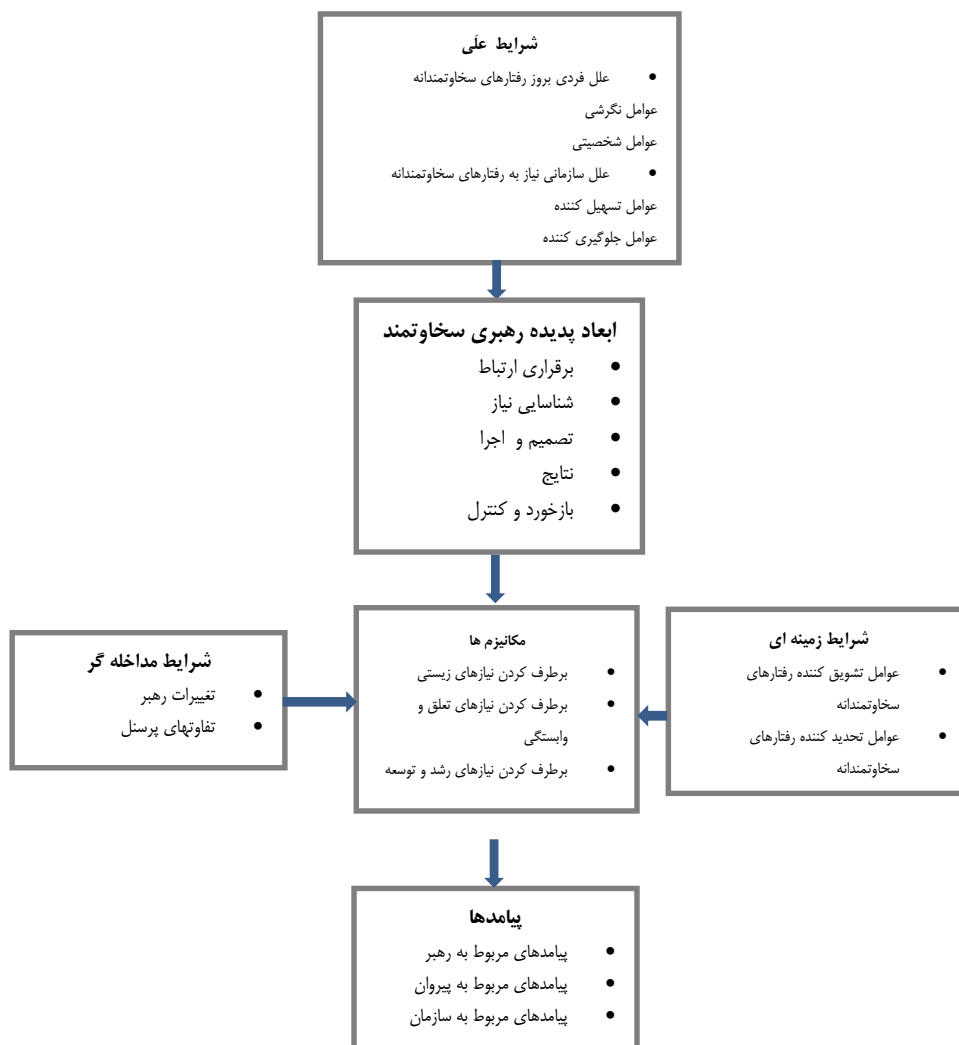 شرایط علّی
• علل فردی بروز رفتارهای سخاوتمندانه
عوامل نگرشی
عوامل شخصیتی
• علل سازمانی نیاز به رفتارهای سخاوتمندانه
عوامل تسهیل کننده
عوامل جلوگیری کننده
ابعاد پدیده رهبری سخاوتمند
• برقراری ارتباط
• شناسایی نیاز
• تصمیم و اجرا
• نتایج
• بازخورد و کنترل
شرایط زمینه ای
• عوامل تشویق کننده رفتارهای
سخاوتمندانه
• عوامل تحدید کننده رفتارهای
سخاوتمندانه
مکانیزم ها
• برطرف کردن نیازهای زیستی
• برطرف کردن نیازهای تعلق و
وابستگی
• برطرف کردن نیازهای رشد و توسعه
شرایط مداخله گر
• تغییرات رهبر
• تفاوتهای پرسنل
پیامدها
• پیامدهای مربوط به رهبر
• پیامدهای مربوط به پیروان
• پیامدهای مربوط به سازمان